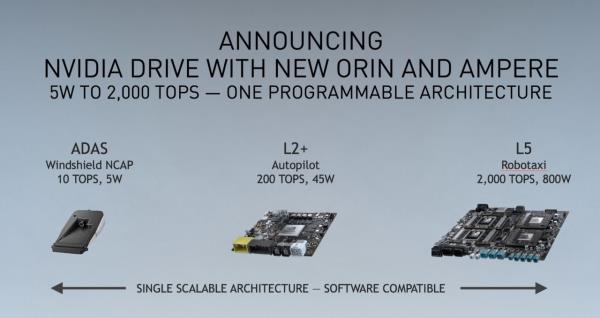 ANNOUNCING
NVIDIA DRIVE WITH NEW ORIN AND AMPERE
5W TO 2,000 TOPS — ONE PROGRAMMABLE ARCHITECTURE
ADAS
Windshield NCAP
10 TOPS, 5W
L2+
Autopilot
200 TOPS, 45W
L5
Robotaxi
2,000 TOPS, 800W
SINGLE SCALABLE ARCHITECTURE — SOFTWARE COMPATIBLE